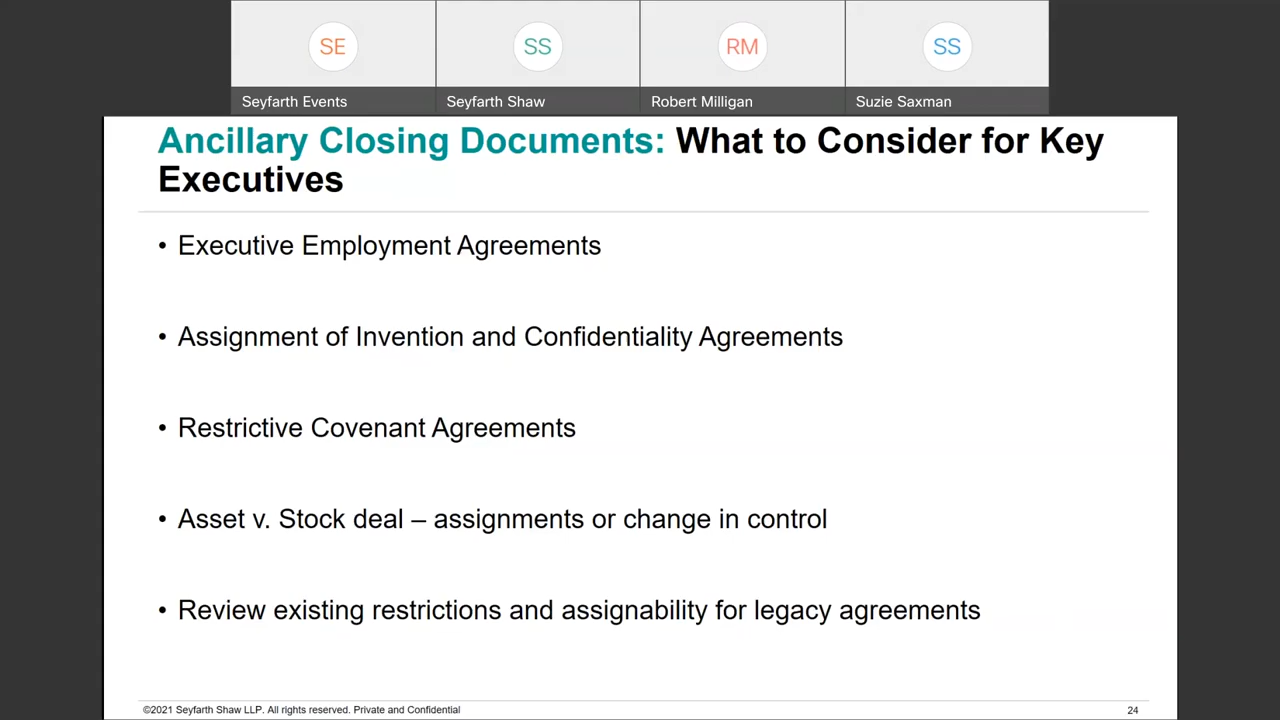 SE
SS
RM
SS
Seyfarth Events
Seyfarth Shaw
Robert Milligan
Suzie Saxman
Ancillary Closing Documents: What to Consider for Key
Executives
• Executive Employment Agreements
• Assignment of Invention and Confidentiality Agreements
• Restrictive Covenant Agreements
• Asset v. Stock deal – assignments or change in control
• Review existing restrictions and assignability for legacy agreements
©2021 Seyfarth Shaw LLP. All rights reserved. Private and Confidential
24